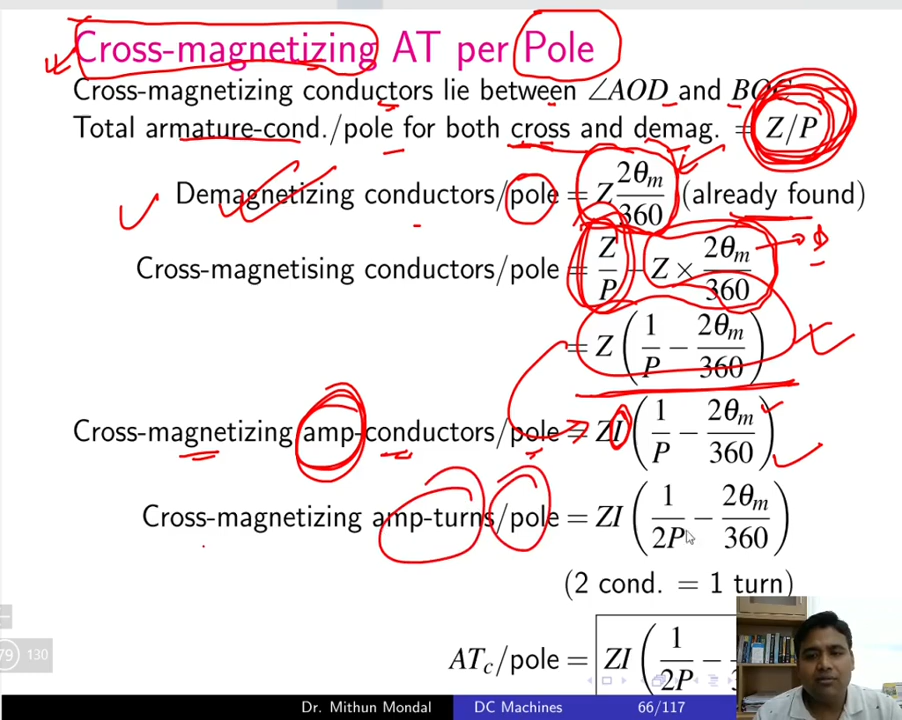 Cross-magnetizing AT per Pole
Cross-magnetizing conductors lie between ∠AOD and BOC
Total armature-cond./pole for both cross and demag. = Z/P
Demagnetizing conductors/pole = Z 2θm/360 (already found)
Cross-magnetising conductors/pole = Z/P − Z × 2θm/360
= Z (1/P − 2θm/360)
Cross-magnetizing amp-conductors/pole = ZI (1/P − 2θm/360)
Cross-magnetizing amp-turns/pole = ZI (1/2P − 2θm/360)
(2 cond. = 1 turn)
ATc/pole = ZI (1/2P −
79 130
Dr. Mithun Mondal DC Machines 66/117